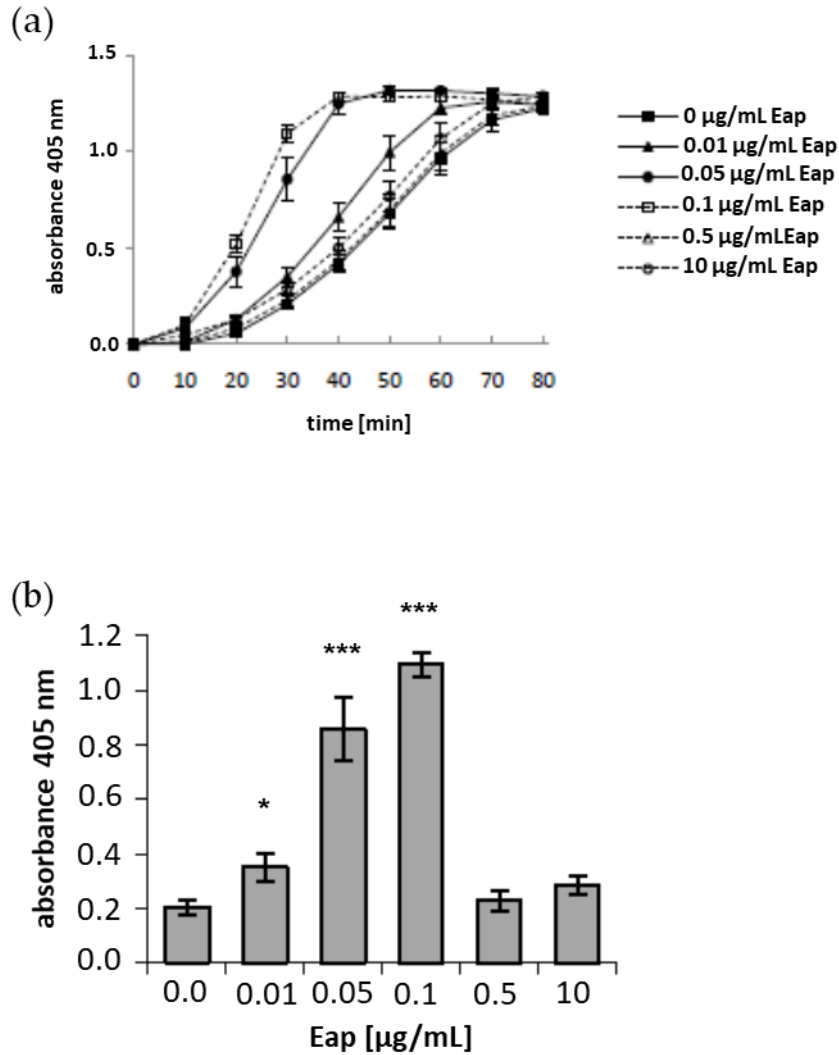 (a)
absorbance 405 nm
1.5
1.0
0.5
0.0
0 10 20 30 40 50 60 70 80
time [min]
0 µg/mL Eap
0.01 µg/mL Eap
0.05 µg/mL Eap
0.1 µg/mL Eap
0.5 µg/mLEap
10 µg/mL Eap
(b)
absorbance 405 nm
1.2
1.0
0.8
0.6
0.4
0.2
0.0
*
***
***
0.0 0.01 0.05 0.1 0.5 10
Eap [µg/mL]